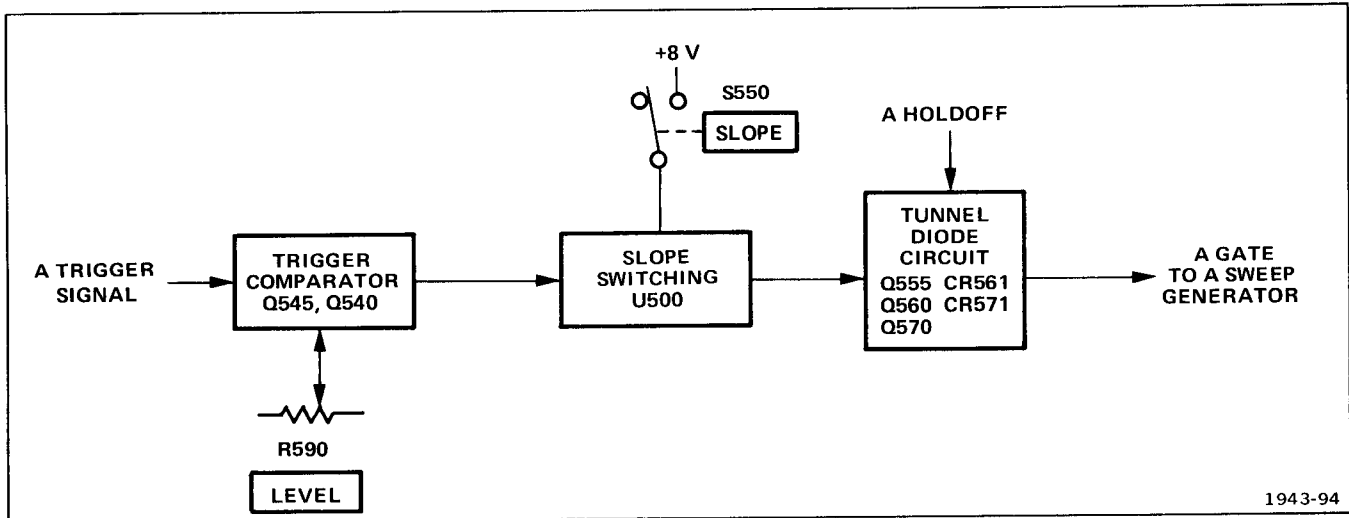 +8 V
S550
SLOPE
A HOLDOFF
A TRIGGER
SIGNAL
TRIGGER
COMPARATOR
Q545, Q540
SLOPE
SWITCHING
U500
TUNNEL
DIODE
CIRCUIT
Q555 CR561
Q560 CR571
Q570
A GATE
TO A SWEEP
GENERATOR
R590
LEVEL
1943-94